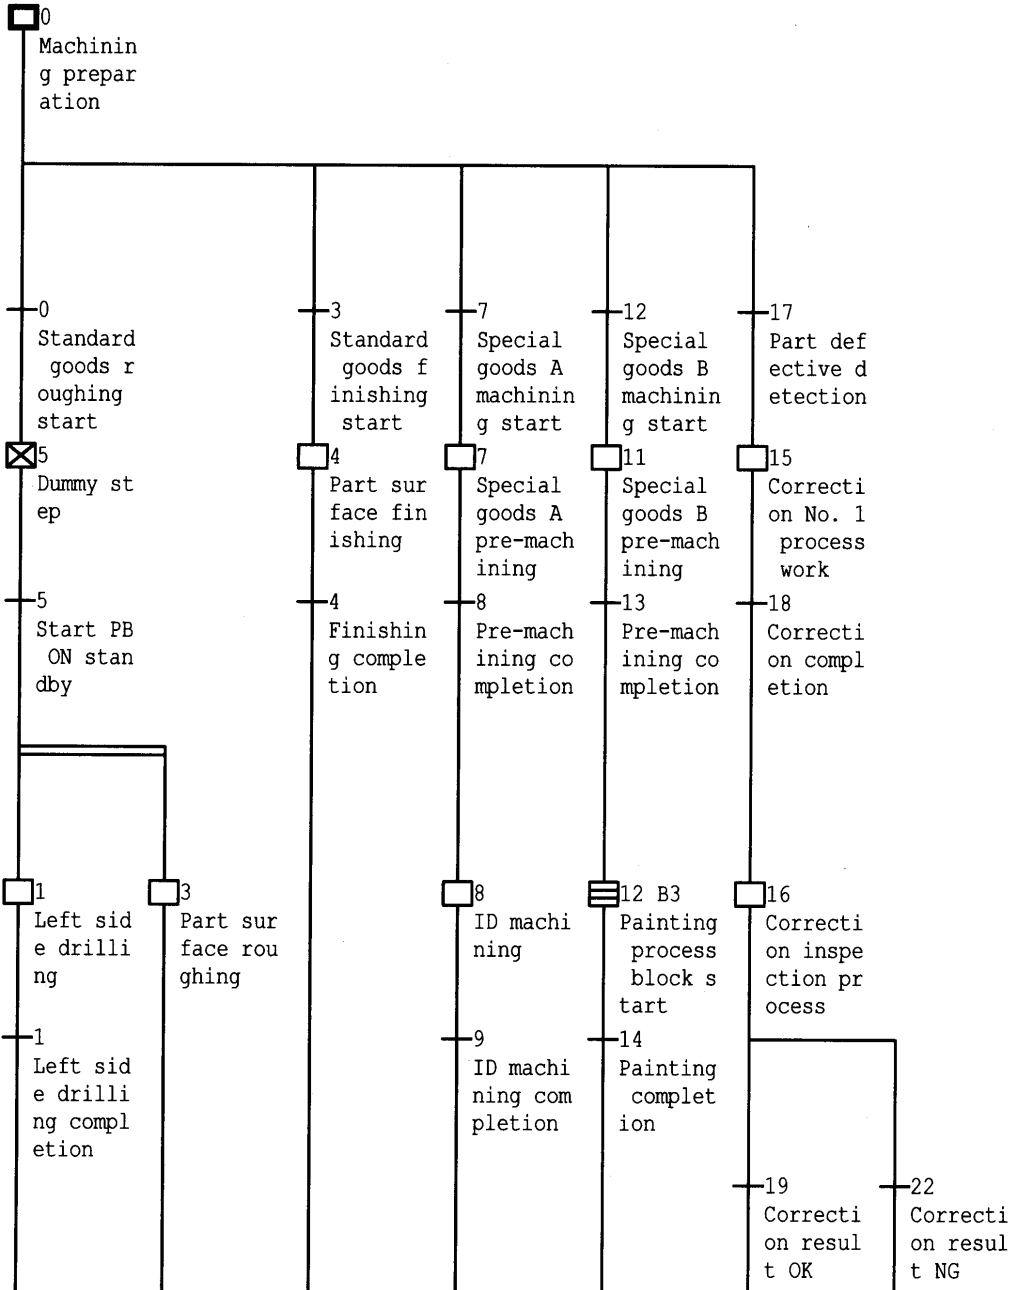 0
Machinin
g prepar
ation
0
Standard
goods r
oughing
start
3
Standard
goods f
inishing
start
7
Special
goods A
machinin
g start
12
Special
goods B
machinin
g start
17
Part def
ective d
etection
5
Dummy st
ep
4
Part sur
face fin
ishing
7
Special
goods A
pre-mach
ining
11
Special
goods B
pre-mach
ining
15
Correcti
on No. 1
process
work
5
Start PB
ON stan
dby
4
Finishin
g comple
tion
8
Pre-mach
ining co
mpletion
13
Pre-mach
ining co
mpletion
18
Correcti
on compl
etion
1
Left sid
e drilli
ng
3
Part sur
face rou
ghing
8
ID machi
ning
12 B3
Painting
process
block s
tart
16
Correcti
on inspe
ction pr
ocess
1
Left sid
e drilli
ng compl
etion
9
ID machi
ning com
pletion
14
Painting
complet
ion
19
Correcti
on resul
t OK
22
Correcti
on resul
t NG